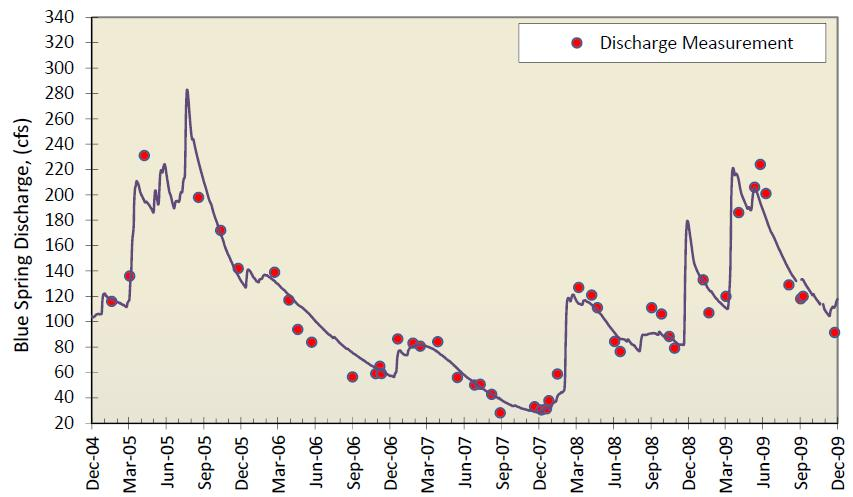 340
320
300
280
260
240
220
200
180
160
140
120
100
80
60
40
20
Blue Spring Discharge, (cfs)
Discharge Measurement
Dec-04
Mar-05
Jun-05
Sep-05
Dec-05
Mar-06
Jun-06
Sep-06
Dec-06
Mar-07
Jun-07
Sep-07
Dec-07
Mar-08
Jun-08
Sep-08
Dec-08
Mar-09
Jun-09
Sep-09
Dec-09